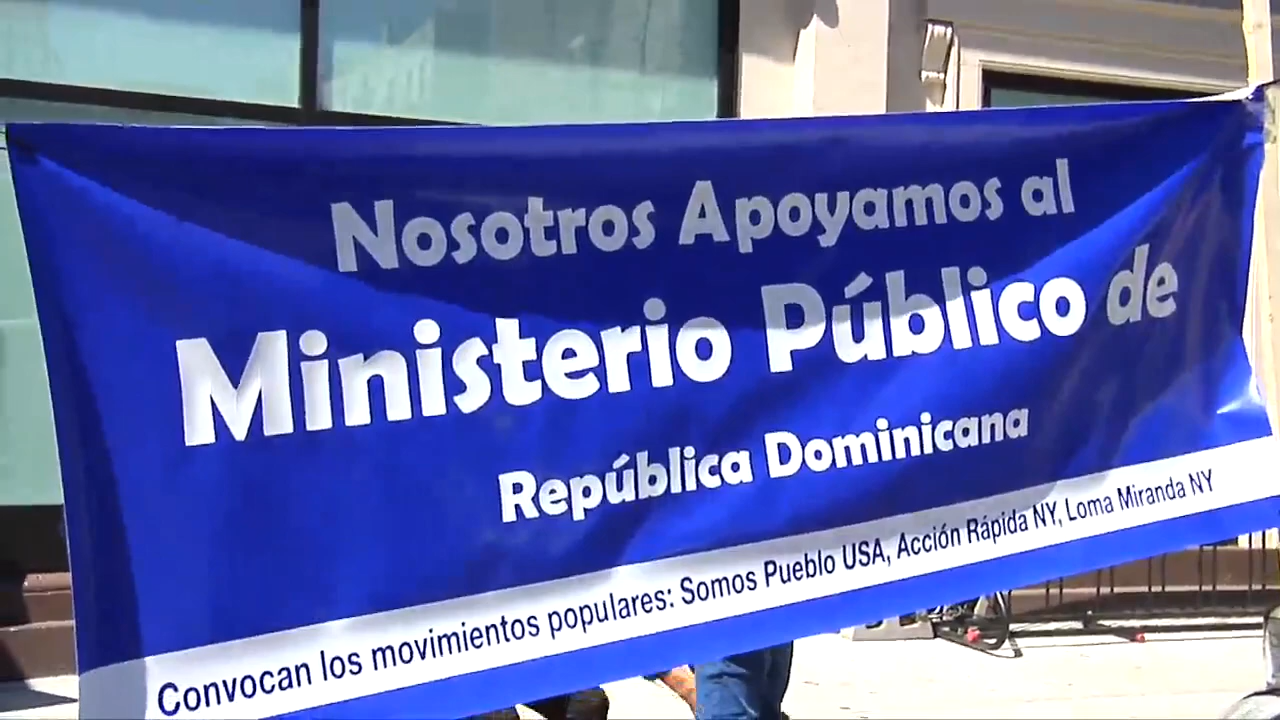 Nosotros Apoyamos al
Ministerio Público de
República Dominicana
Convocan los movimientos populares: Somos Pueblo USA, Acción Rápida NY, Loma Miranda NY